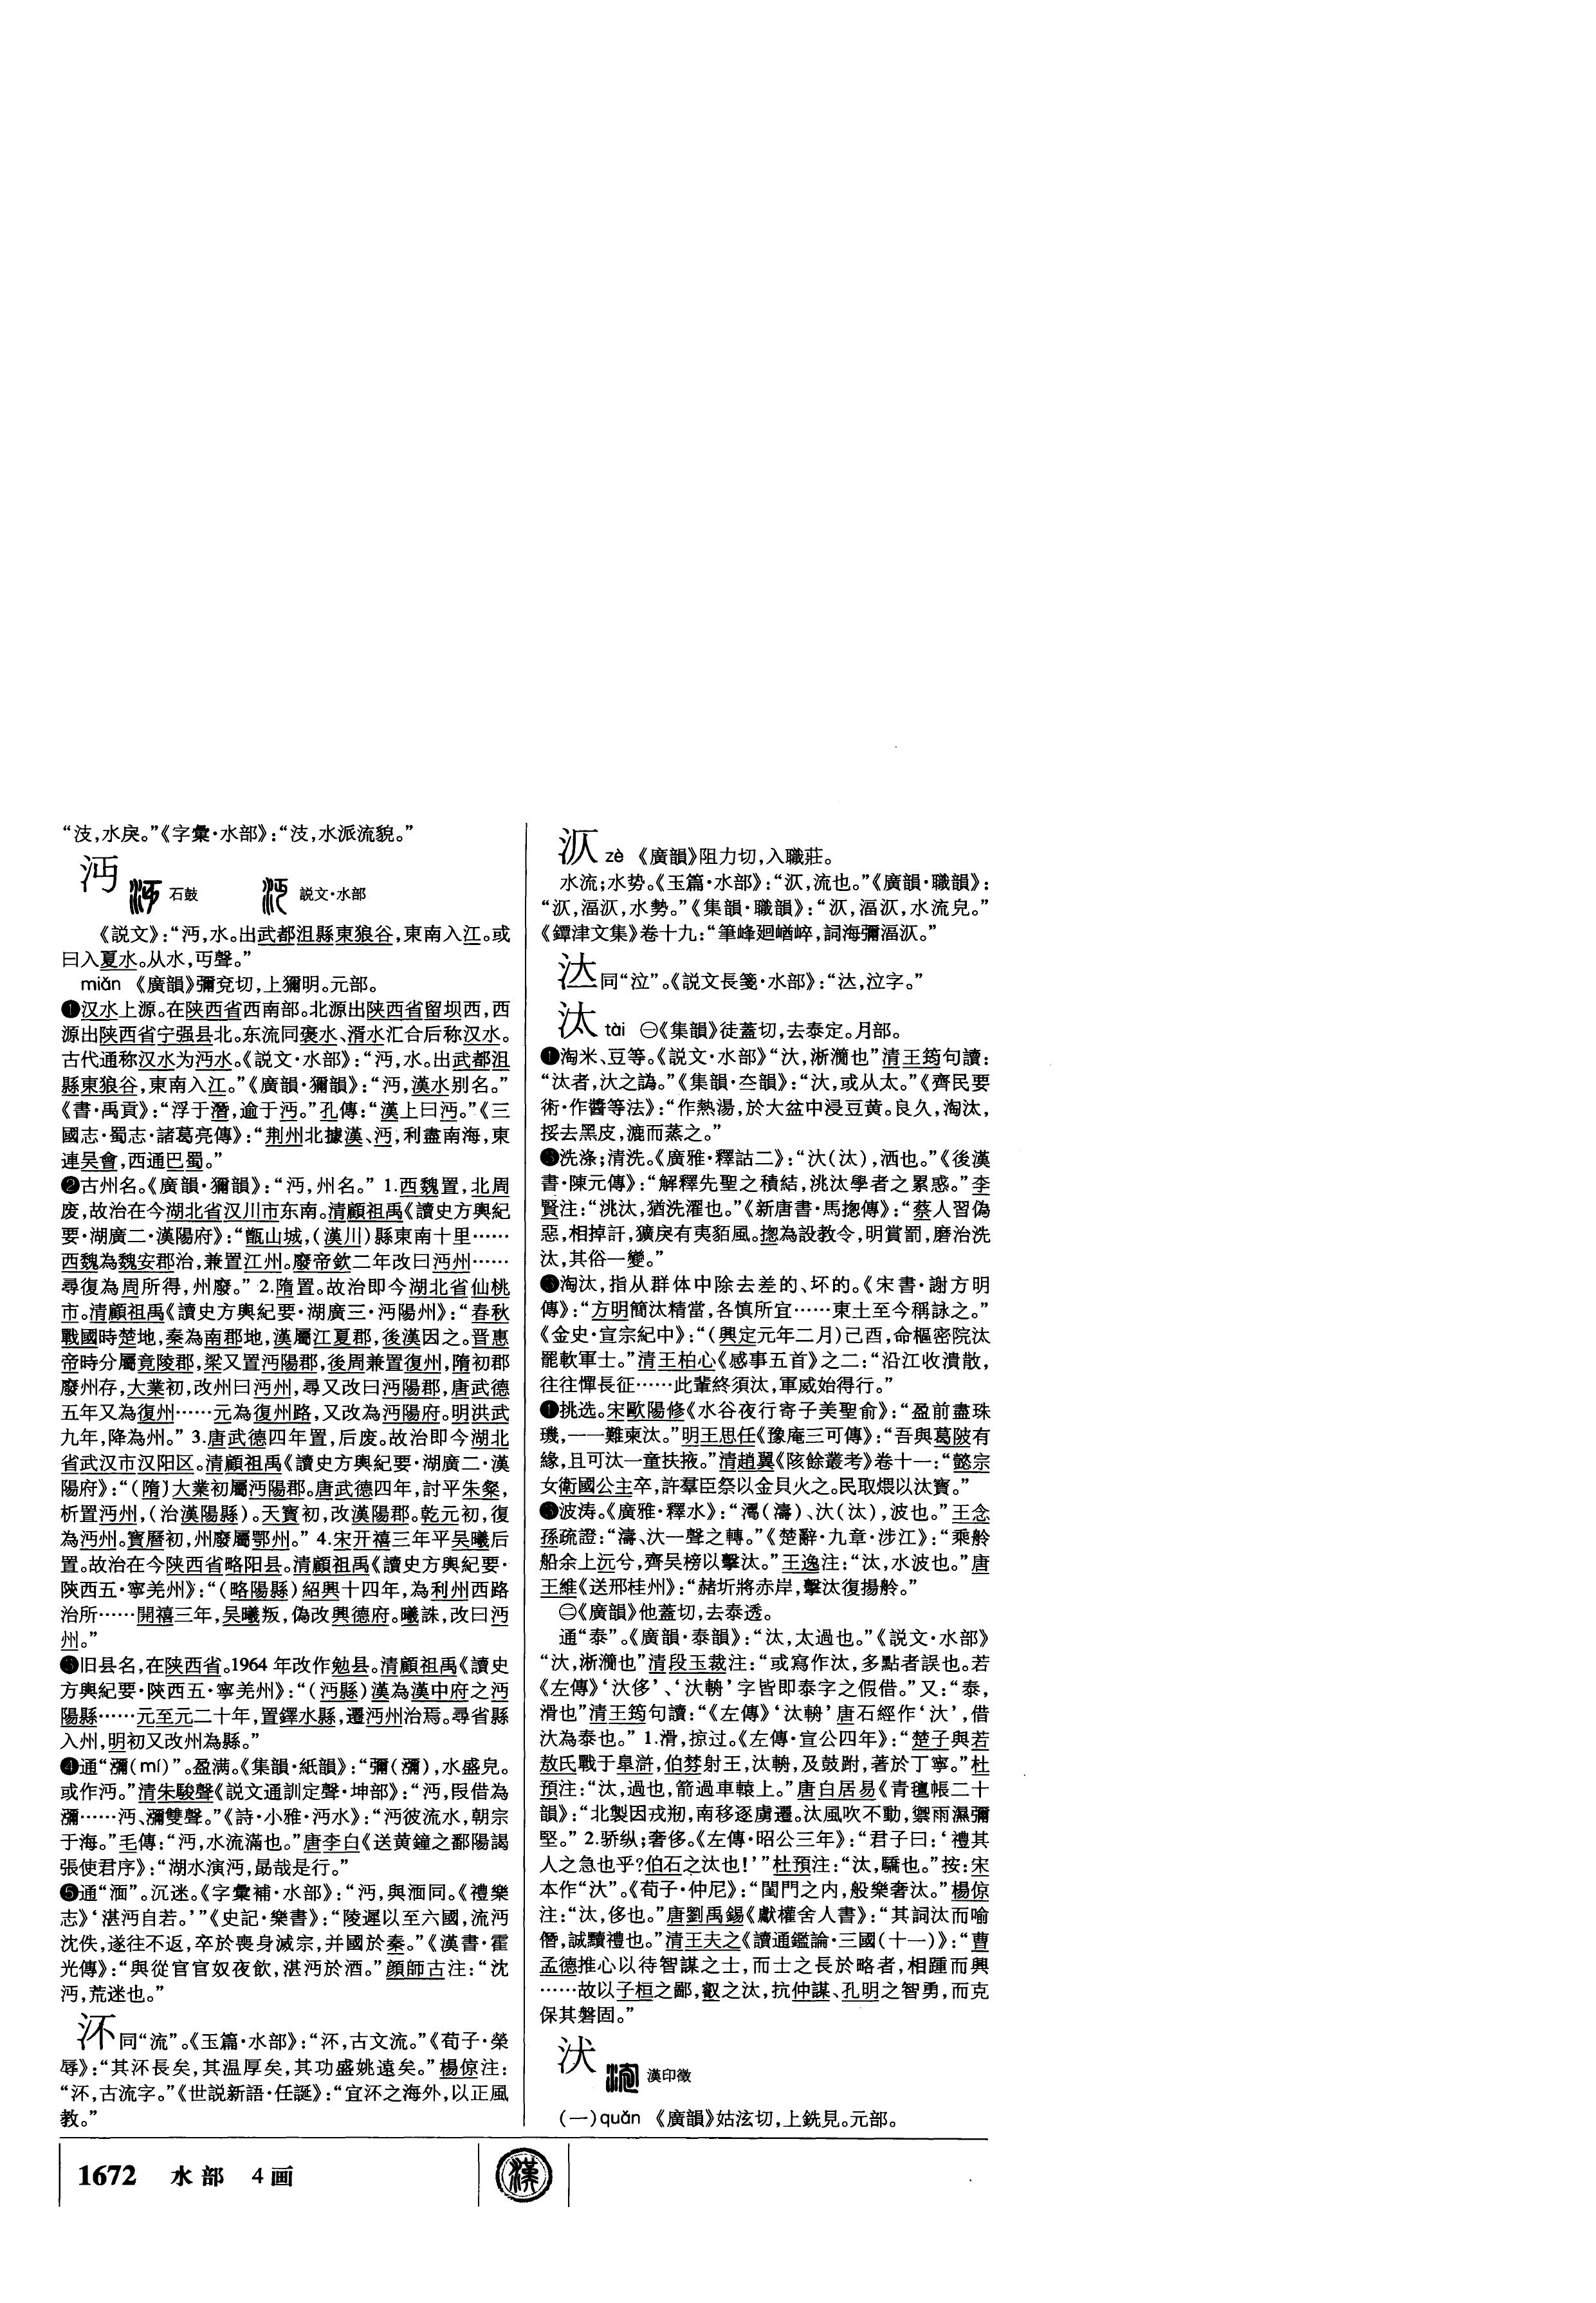 “汥，水戾。”《字彙·水部》：“汥，水派流貌。”
沔 石鼓 説文·水部
《説文》：“沔，水。出武都沮縣東狼谷，東南入江。或
曰入夏水。从水，丏聲。”
miǎn 《廣韻》彌兗切，上獮明。元部。
❶汉水上源。在陕西省西南部。北源出陕西省留坝西，西
源出陕西省宁强县北。东流同褒水、湑水汇合后称汉水。
古代通称汉水为沔水。《説文·水部》：“沔，水。出武都沮
縣東狼谷，東南入江。”《廣韻·獮韻》：“沔，漢水别名。”
《書·禹貢》：“浮于潛，逾于沔。”孔傳：“漢上曰沔。”《三
國志·蜀志·諸葛亮傳》：“荆州北據漢、沔，利盡南海，東
連吴會，西通巴蜀。”
❷古州名。《廣韻·獮韻》：“沔，州名。” 1.西魏置，北周
废，故治在今湖北省汉川市东南。清顧祖禹《讀史方輿紀
要·湖廣二·漢陽府》：“甑山城，（漢川）縣東南十里……
西魏為魏安郡治，兼置江州。廢帝欽二年改曰沔州……
尋復為周所得，州廢。” 2.隋置。故治即今湖北省仙桃
市。清顧祖禹《讀史方輿紀要·湖廣三·沔陽州》：“春秋
戰國時楚地，秦為南郡地，漢屬江夏郡，後漢因之。晋惠
帝時分屬竟陵郡，梁又置沔陽郡，後周兼置復州，隋初郡
廢州存，大業初，改州曰沔州，尋又改曰沔陽郡，唐武德
五年又為復州……元為復州路，又改為沔陽府。明洪武
九年，降為州。” 3.唐武德四年置，后废。故治即今湖北
省武汉市汉阳区。清顧祖禹《讀史方輿紀要·湖廣二·漢
陽府》：“（隋）大業初屬沔陽郡。唐武德四年，討平朱粲，
析置沔州，（治漢陽縣）。天寶初，改漢陽郡。乾元初，復
為沔州。寶曆初，州廢屬鄂州。” 4.宋开禧三年平吴曦后
置。故治在今陕西省略阳县。清顧祖禹《讀史方輿紀要·
陝西五·寧羌州》：“（略陽縣）紹興十四年，為利州西路
治所……開禧三年，吴曦叛，偽改興德府。曦誅，改曰沔
州。”
❸旧县名，在陕西省。1964年改作勉县。清顧祖禹《讀史
方輿紀要·陝西五·寧羌州》：“（沔縣）漢為漢中府之沔
陽縣……元至元二十年，置鐸水縣，遷沔州治焉。尋省縣
入州，明初又改州為縣。”
❹通“瀰（mí）”。盈满。《集韻·紙韻》：“㳽（瀰），水盛皃。
或作沔。”清朱駿聲《説文通訓定聲·坤部》：“沔，叚借為
瀰……沔、瀰雙聲。”《詩·小雅·沔水》：“沔彼流水，朝宗
于海。”毛傳：“沔，水流滿也。”唐李白《送黄鐘之鄱陽謁
張使君序》：“湖水演沔，勗哉是行。”
❺通“湎”。沉迷。《字彙補·水部》：“沔，與湎同。《禮樂
志》‘湛沔自若。’”《史記·樂書》：“陵遲以至六國，流沔
沈佚，遂往不返，卒於喪身滅宗，并國於秦。”《漢書·霍
光傳》：“與從官官奴夜飲，湛沔於酒。”顔師古注：“沈
沔，荒迷也。”
㳅同“流”。《玉篇·水部》：“㳅，古文流。”《荀子·榮
辱》：“其㳅長矣，其温厚矣，其功盛姚遠矣。”楊倞注：
“㳅，古流字。”《世説新語·任誕》：“宜㳅之海外，以正風
教。”
㳁 zè 《廣韻》阻力切，入職莊。
水流；水势。《玉篇·水部》：“㳁，流也。”《廣韻·職韻》：
“㳁，湢㳁，水勢。”《集韻·職韻》：“㳁，湢㳁，水流皃。”
《鐔津文集》卷十九：“筆峰廻崷崪，詞海彌湢㳁。”
同“泣”。《説文長箋·水部》：“，泣字。”
汰 tài ㊀《集韻》徒蓋切，去泰定。月部。
❶淘米、豆等。《説文·水部》“汏，淅灡也”清王筠句讀：
“汰者，汏之譌。”《集韻·夳韻》：“汏，或从太。”《齊民要
術·作醬等法》：“作熱湯，於大盆中浸豆黄。良久，淘汰，
挼去黑皮，漉而蒸之。”
洗涤；清洗。《廣雅·釋詁二》：“汏（汰），洒也。”《後漢
書·陳元傳》：“解釋先聖之積結，洮汰學者之累惑。”李
賢注：“洮汰，猶洗濯也。”《新唐書·馬揔傳》：“蔡人習偽
惡，相掉訐，獷戾有夷貊風。揔為設教令，明賞罰，磨治洗
汰，其俗一變。”
淘汰，指从群体中除去差的、坏的。《宋書·謝方明
傳》：“方明簡汰精當，各慎所宜……東土至今稱詠之。”
《金史·宣宗紀中》：“（興定元年二月）己酉，命樞密院汰
罷軟軍士。”清王柏心《感事五首》之二：“沿江收潰散，
往往憚長征……此輩終須汰，軍威始得行。”
挑选。宋歐陽修《水谷夜行寄子美聖俞》：“盈前盡珠
璣，一一難柬汰。”明王思任《豫庵三可傳》：“吾與葛陂有
緣，且可汰一童扶掖。”清趙翼《陔餘叢考》卷十一：“懿宗
女衛國公主卒，許羣臣祭以金貝火之。民取煨以汰寶。”
波涛。《廣雅·釋水》：“濤（濤）、汏（汰），波也。”王念
孫疏證：“濤、汰一聲之轉。”《楚辭·九章·涉江》：“乘舲
船余上沅兮，齊吴榜以擊汰。”王逸注：“汰，水波也。”唐
王維《送邢桂州》：“赭圻將赤岸，擊汰復揚舲。”
㊁《廣韻》他蓋切，去泰透。
通“泰”。《廣韻·泰韻》：“汰，太過也。”《説文·水部》
“汏，淅灡也”清段玉裁注：“或寫作汰，多點者誤也。若
《左傳》‘汏侈’、‘汏輈’字皆即泰字之假借。”又：“泰，
滑也”清王筠句讀：“《左傳》‘汰輈’唐石經作‘汏’，借
汏為泰也。” 1.滑，掠过。《左傳·宣公四年》：“楚子與若
敖氏戰于皐滸，伯棼射王，汰輈，及鼓跗，著於丁寧。”杜
預注：“汰，過也，箭過車轅上。”唐白居易《青氊帳二十
韻》：“北製因戎刱，南移逐虜遷。汰風吹不動，禦雨濕彌
堅。” 2.骄纵；奢侈。《左傳·昭公三年》：“君子曰：‘禮其
人之急也乎？伯石之汰也！’”杜預注：“汰，驕也。”按：宋
本作“汏”。《荀子·仲尼》：“閨門之内，般樂奢汰。”楊倞
注：“汰，侈也。”唐劉禹錫《獻權舍人書》：“其詞汰而喻
僭，誠黷禮也。”清王夫之《讀通鑑論·三國（十一）》：“曹
孟德推心以待智謀之士，而士之長於略者，相踵而興
……故以子桓之鄙，叡之汰，抗仲謀、孔明之智勇，而克
保其磐固。”
汱 漢印徵
（一）quǎn 《廣韻》姑泫切，上銑見。元部。
1672 水部 4画
漢